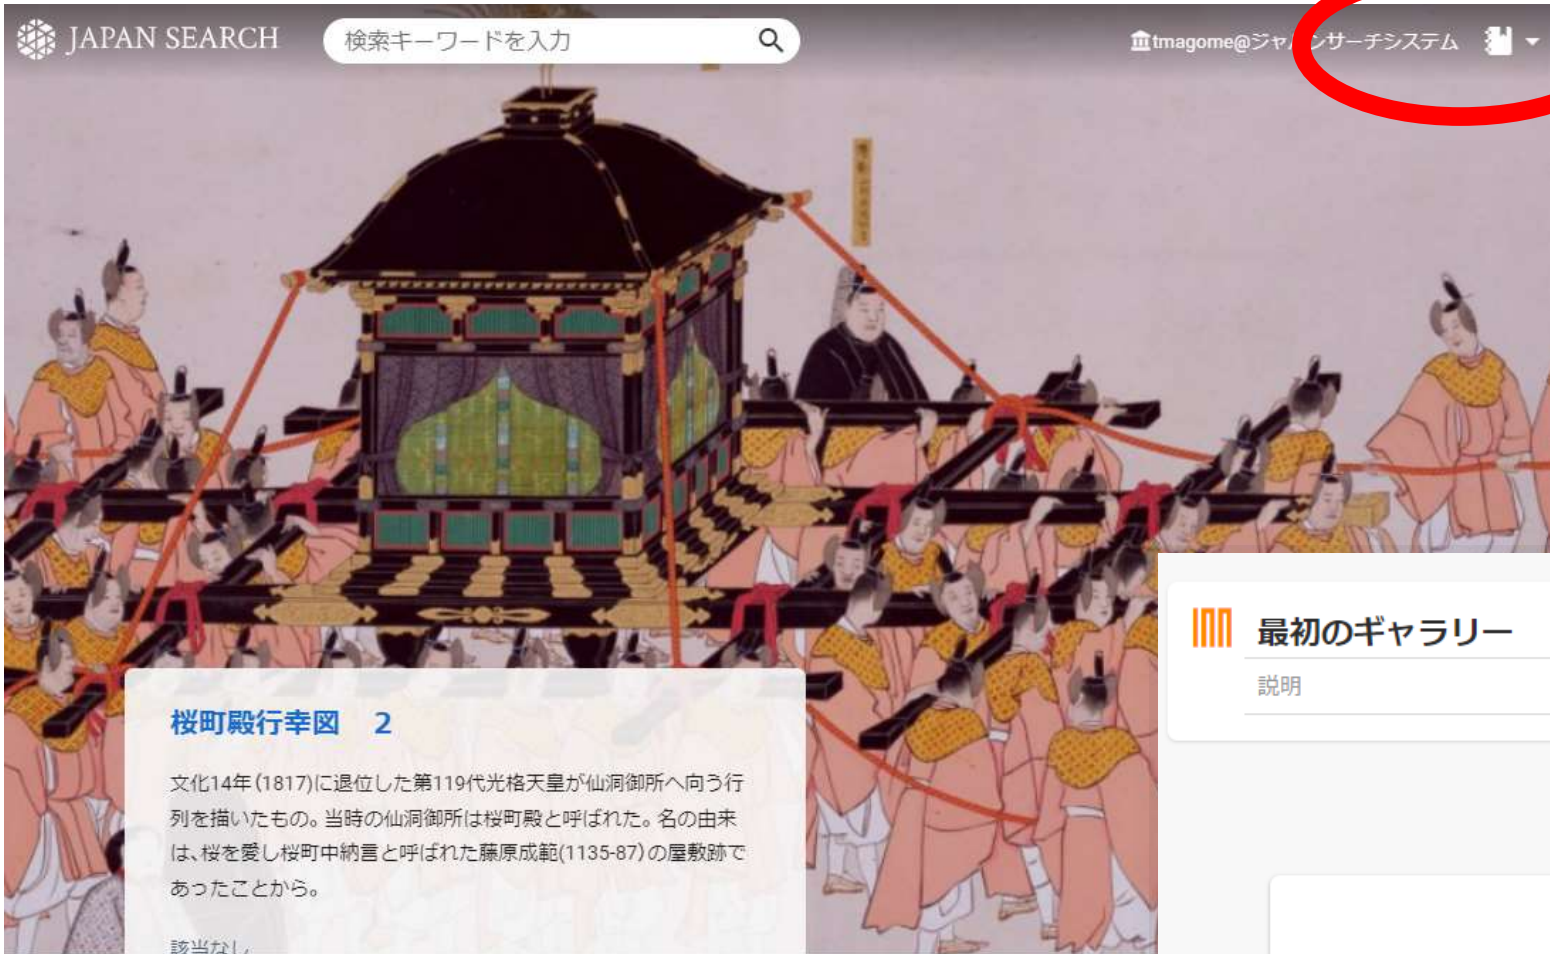 JAPAN SEARCH
検索キーワードを入力
tmagome@ジャパンサーチシステム
最初のギャラリー
説明
桜町殿行幸図　2
文化14年(1817)に退位した第119代光格天皇が仙洞御所へ向う行
列を描いたもの。当時の仙洞御所は桜町殿と呼ばれた。名の由来
は、桜を愛し桜町中納言と呼ばれた藤原成範(1135-87)の屋敷跡で
あったことから。
該当なし